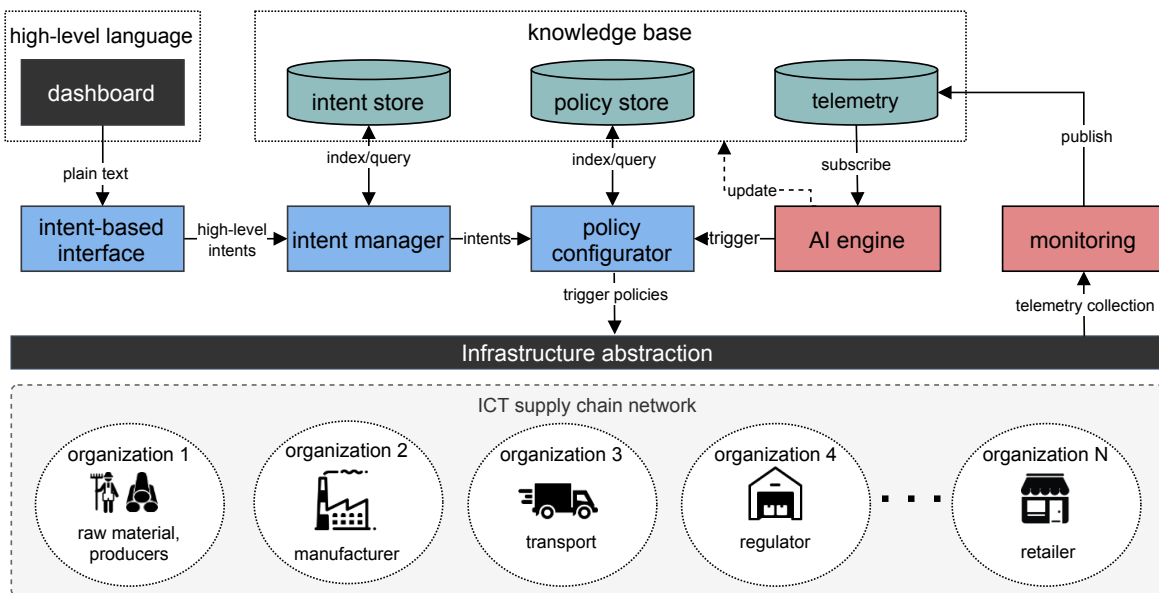 high-level language
knowledge base
dashboard
intent store
policy store
telemetry
plain text
index/query
index/query
subscribe
publish
update
intent-based
interface
high-level
intents
intent manager
intents
policy
configurator
trigger
AI engine
monitoring
trigger policies
telemetry collection
Infrastructure abstraction
ICT supply chain network
organization 1
raw material,
producers
organization 2
manufacturer
organization 3
transport
organization 4
regulator
. . .
organization N
retailer